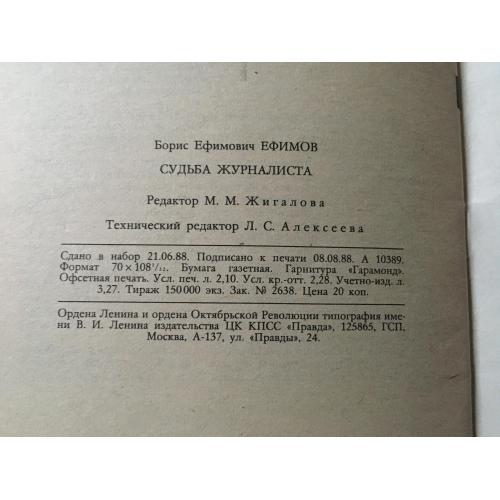 Борис Ефимович ЕФИМОВ
СУДЬБА ЖУРНАЛИСТА
Редактор М. М. Жигалова
Технический редактор Л. С. Алексеева
Сдано в набор 21.06.88. Подписано к печати 08.08.88. А 10389.
Формат 70×108¹/₃₂. Бумага газетная. Гарнитура «Гарамонд».
Офсетная печать. Усл. печ. л. 2,10. Усл. кр.-отт. 2,28. Учетно-изд. л.
3,27. Тираж 150 000 экз. Зак. № 2638. Цена 20 коп.
Ордена Ленина и ордена Октябрьской Революции типография име-
ни В. И. Ленина издательства ЦК КПСС «Правда», 125865, ГСП,
Москва, А-137, ул. «Правды», 24.